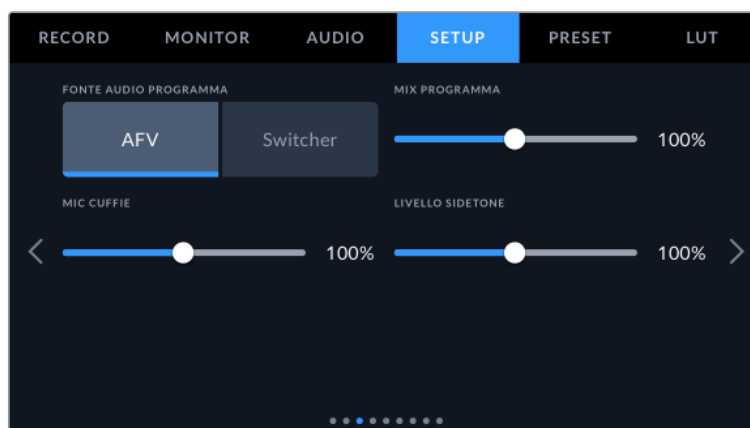 RECORD MONITOR AUDIO SETUP PRESET LUT
FONTE AUDIO PROGRAMMA MIX PROGRAMMA
AFV Switcher 100%
MIC CUFFIE LIVELLO SIDETONE
100% 100%